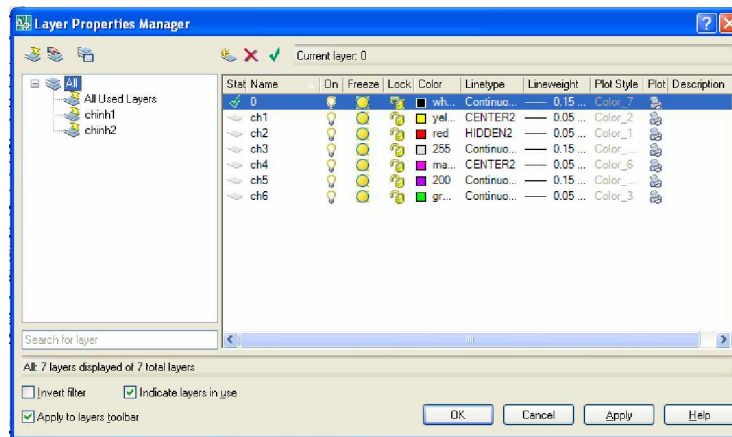 Layer Properties Manager
Current layer: 0
All
All Used Layers
chinh1
chinh2
Stat Name On Freeze Lock Color Linetype Lineweight Plot Style Plot Description
0 wh... Continuo... 0.15 ... Color_7
ch1 yel... CENTER2 0.05 ... Color_2
ch2 red HIDDEN2 0.05 ... Color_1
ch3 255 Continuo... 0.15 ... Color_...
ch4 ma... CENTER2 0.05 ... Color_6
ch5 200 Continuo... 0.15 ... Color_...
ch6 gr... Continuo... 0.05 ... Color_3
Search for layer
All: 7 layers displayed of 7 total layers
Invert filter Indicate layers in use
Apply to layers toolbar
OK Cancel Apply Help